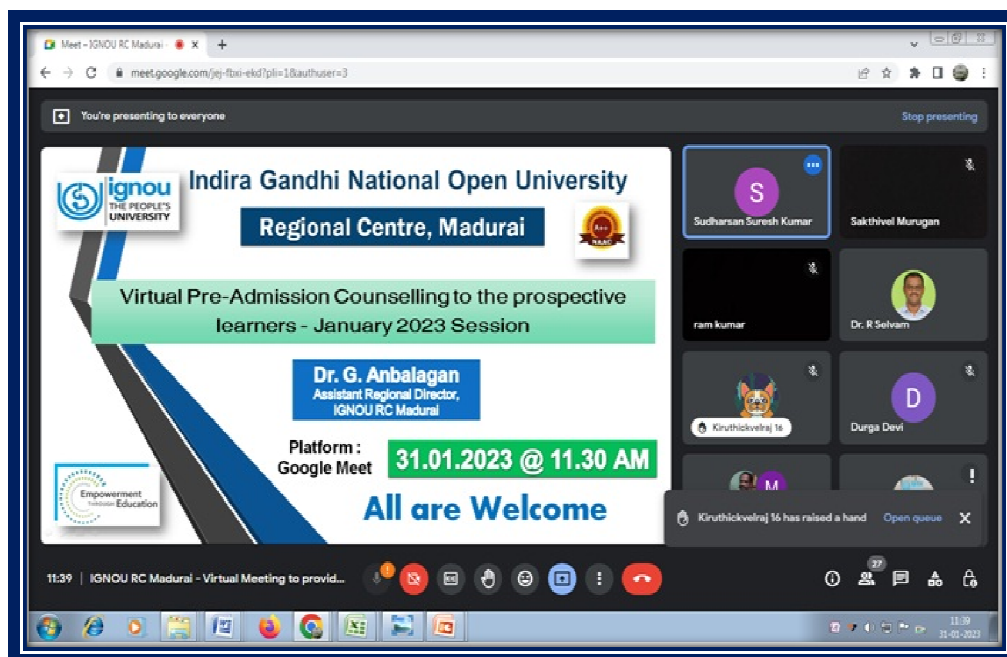 Meet - IGNOU RC Madurai -
meet.google.com/jej-fbxi-ekd?pli=1&authuser=3
You're presenting to everyone
Stop presenting
ignou
THE PEOPLE'S
UNIVERSITY
Indira Gandhi National Open University
Regional Centre, Madurai
A++
NAAC
Virtual Pre-Admission Counselling to the prospective
learners - January 2023 Session
Dr. G. Anbalagan
Assistant Regional Director,
IGNOU RC Madurai
Platform :
Google Meet
31.01.2023 @ 11.30 AM
Empowerment
Education
All are Welcome
S
Sudharsan Suresh Kumar
Sakthivel Murugan
ram kumar
Dr. R Selvam
Kiruthickvelraj 16
D
Durga Devi
M
Kiruthickvelraj 16 has raised a hand
Open queue
11:39 | IGNOU RC Madurai - Virtual Meeting to provid...
27
11:39
31-01-2023